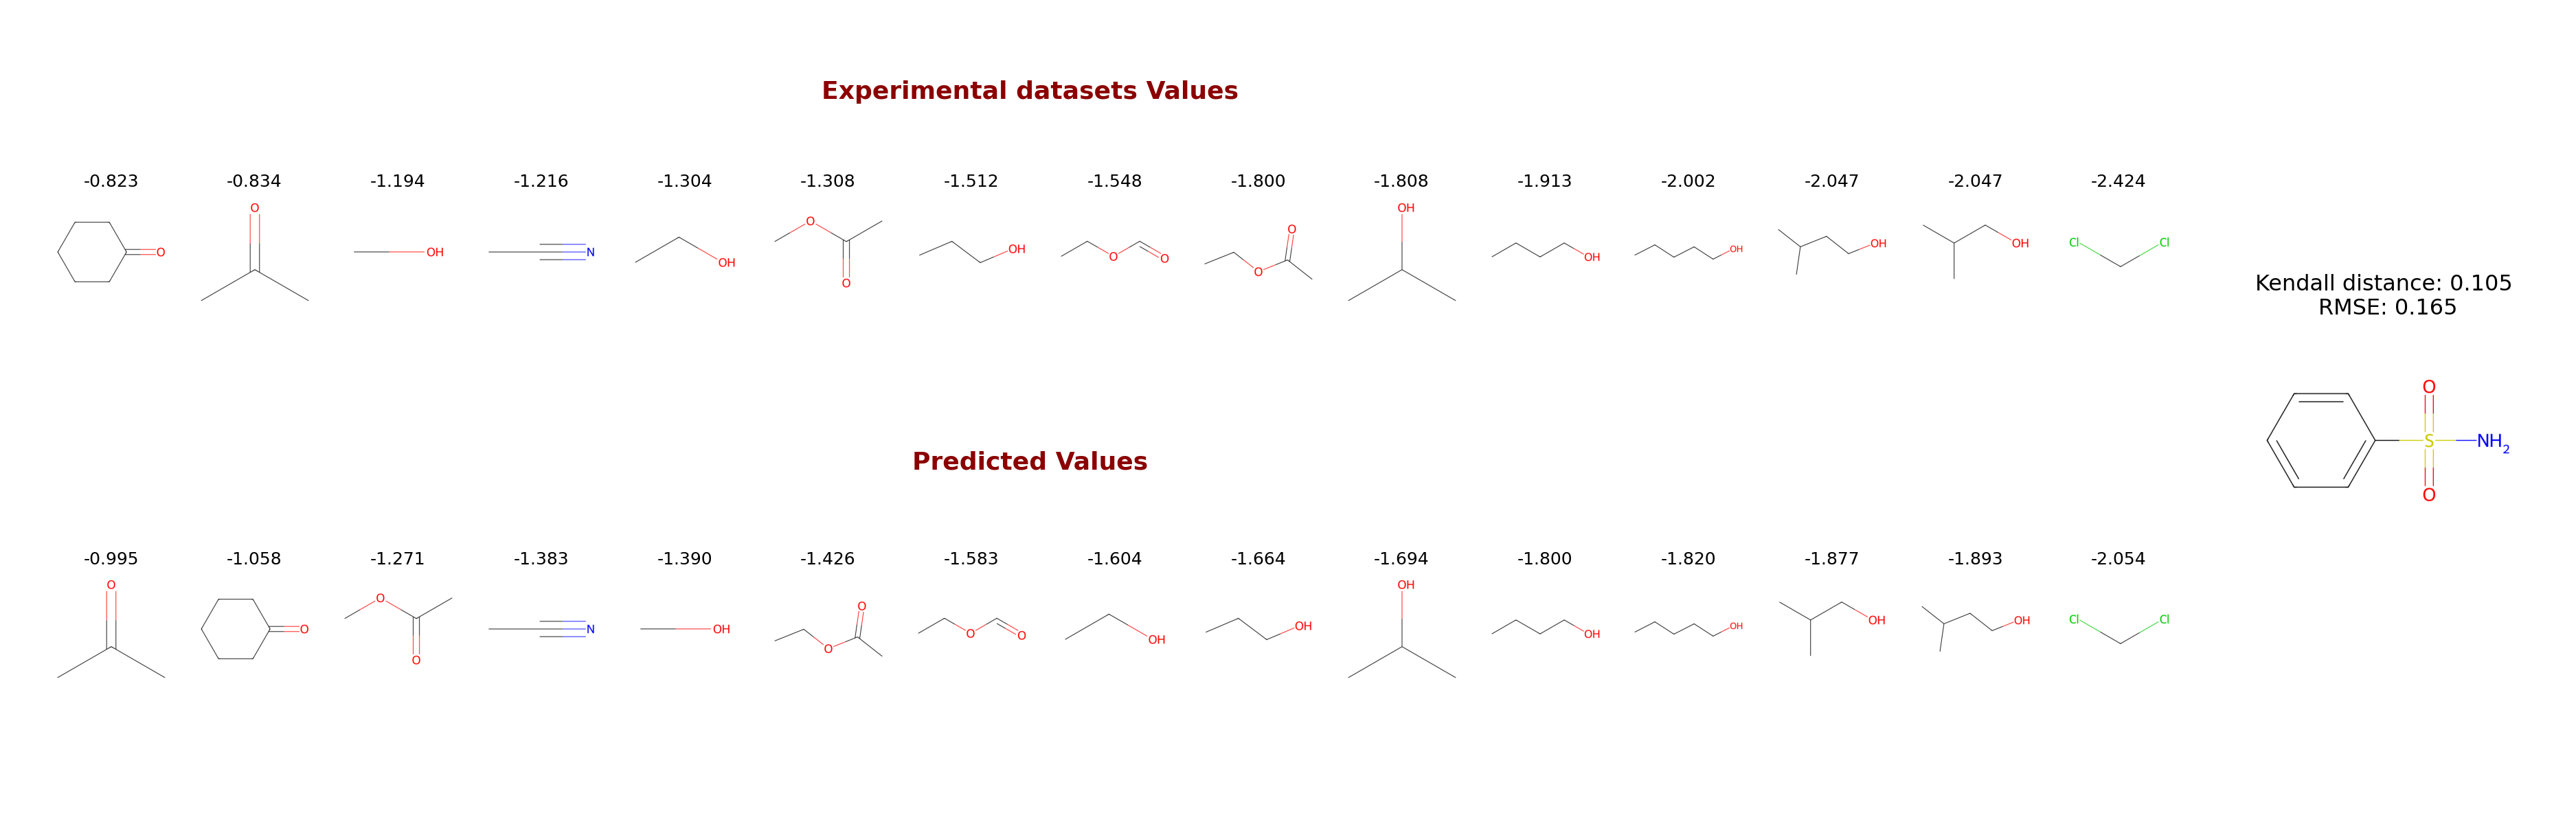 Experimental datasets Values
-0.823 -0.834 -1.194 -1.216 -1.304 -1.308 -1.512 -1.548 -1.800 -1.808 -1.913 -2.002 -2.047 -2.047 -2.424
O O OH N OH O O OH O O O O OH OH OH OH OH Cl Cl
Kendall distance: 0.105
RMSE: 0.165
O
S NH2
O
Predicted Values
-0.995 -1.058 -1.271 -1.383 -1.390 -1.426 -1.583 -1.604 -1.664 -1.694 -1.800 -1.820 -1.877 -1.893 -2.054
O O O O N OH O O O O OH OH OH OH OH OH OH Cl Cl